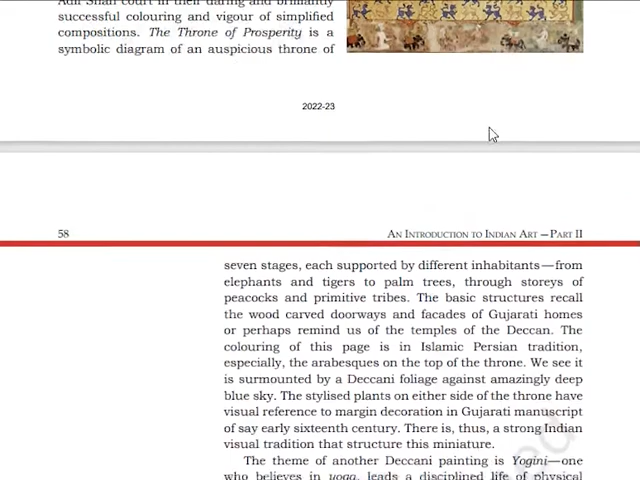 Adil Shah court in their daring and brilliantly
successful colouring and vigour of simplified
compositions. The Throne of Prosperity is a
symbolic diagram of an auspicious throne of
2022-23
58
AN INTRODUCTION TO INDIAN ART —PART II
seven stages, each supported by different inhabitants—from
elephants and tigers to palm trees, through storeys of
peacocks and primitive tribes. The basic structures recall
the wood carved doorways and facades of Gujarati homes
or perhaps remind us of the temples of the Deccan. The
colouring of this page is in Islamic Persian tradition,
especially, the arabesques on the top of the throne. We see it
is surmounted by a Deccani foliage against amazingly deep
blue sky. The stylised plants on either side of the throne have
visual reference to margin decoration in Gujarati manuscript
of say early sixteenth century. There is, thus, a strong Indian
visual tradition that structure this miniature.
The theme of another Deccani painting is Yogini—one
who believes in yoga, leads a disciplined life of physical